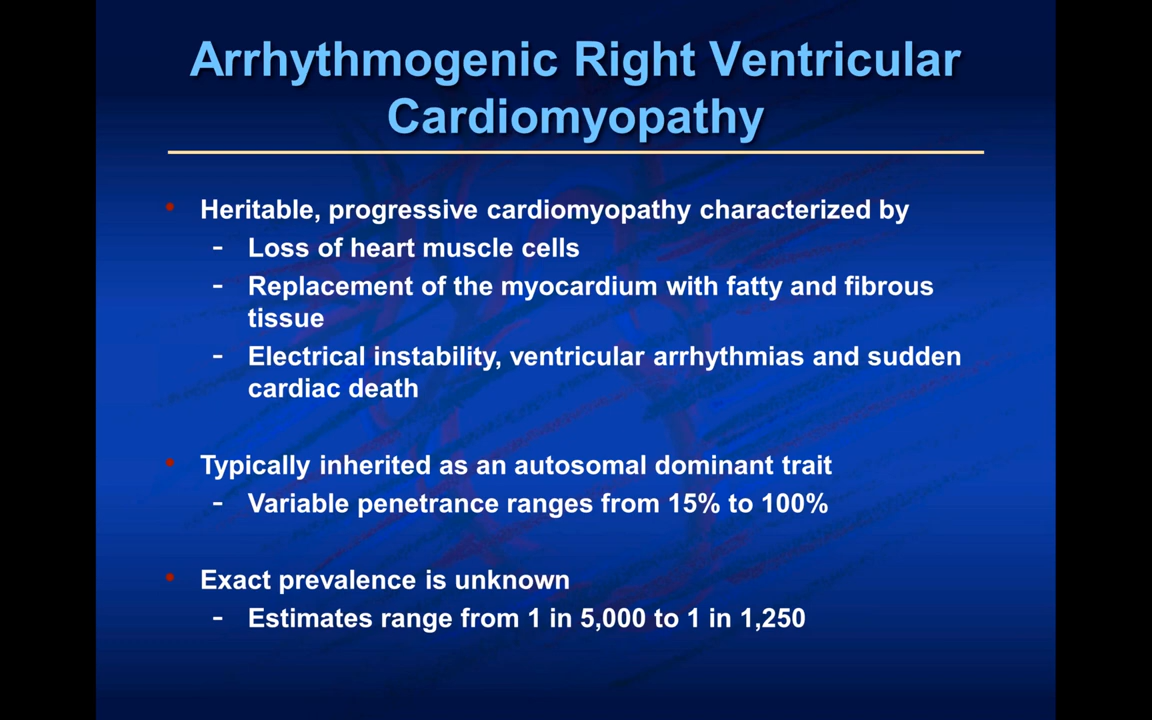 Arrhythmogenic Right Ventricular
Cardiomyopathy
• Heritable, progressive cardiomyopathy characterized by
- Loss of heart muscle cells
- Replacement of the myocardium with fatty and fibrous
tissue
- Electrical instability, ventricular arrhythmias and sudden
cardiac death
• Typically inherited as an autosomal dominant trait
- Variable penetrance ranges from 15% to 100%
• Exact prevalence is unknown
- Estimates range from 1 in 5,000 to 1 in 1,250